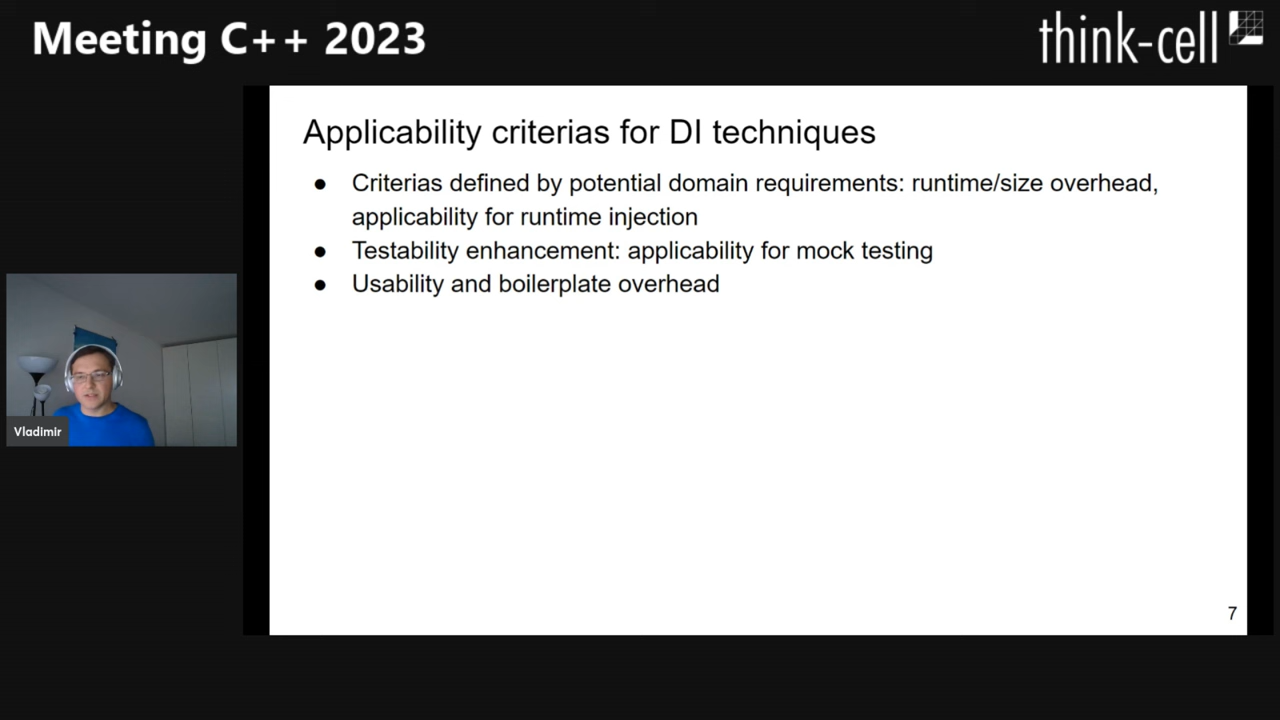 Meeting C++ 2023
think-cell
Applicability criterias for DI techniques
● Criterias defined by potential domain requirements: runtime/size overhead,
applicability for runtime injection
● Testability enhancement: applicability for mock testing
● Usability and boilerplate overhead
Vladimir
7